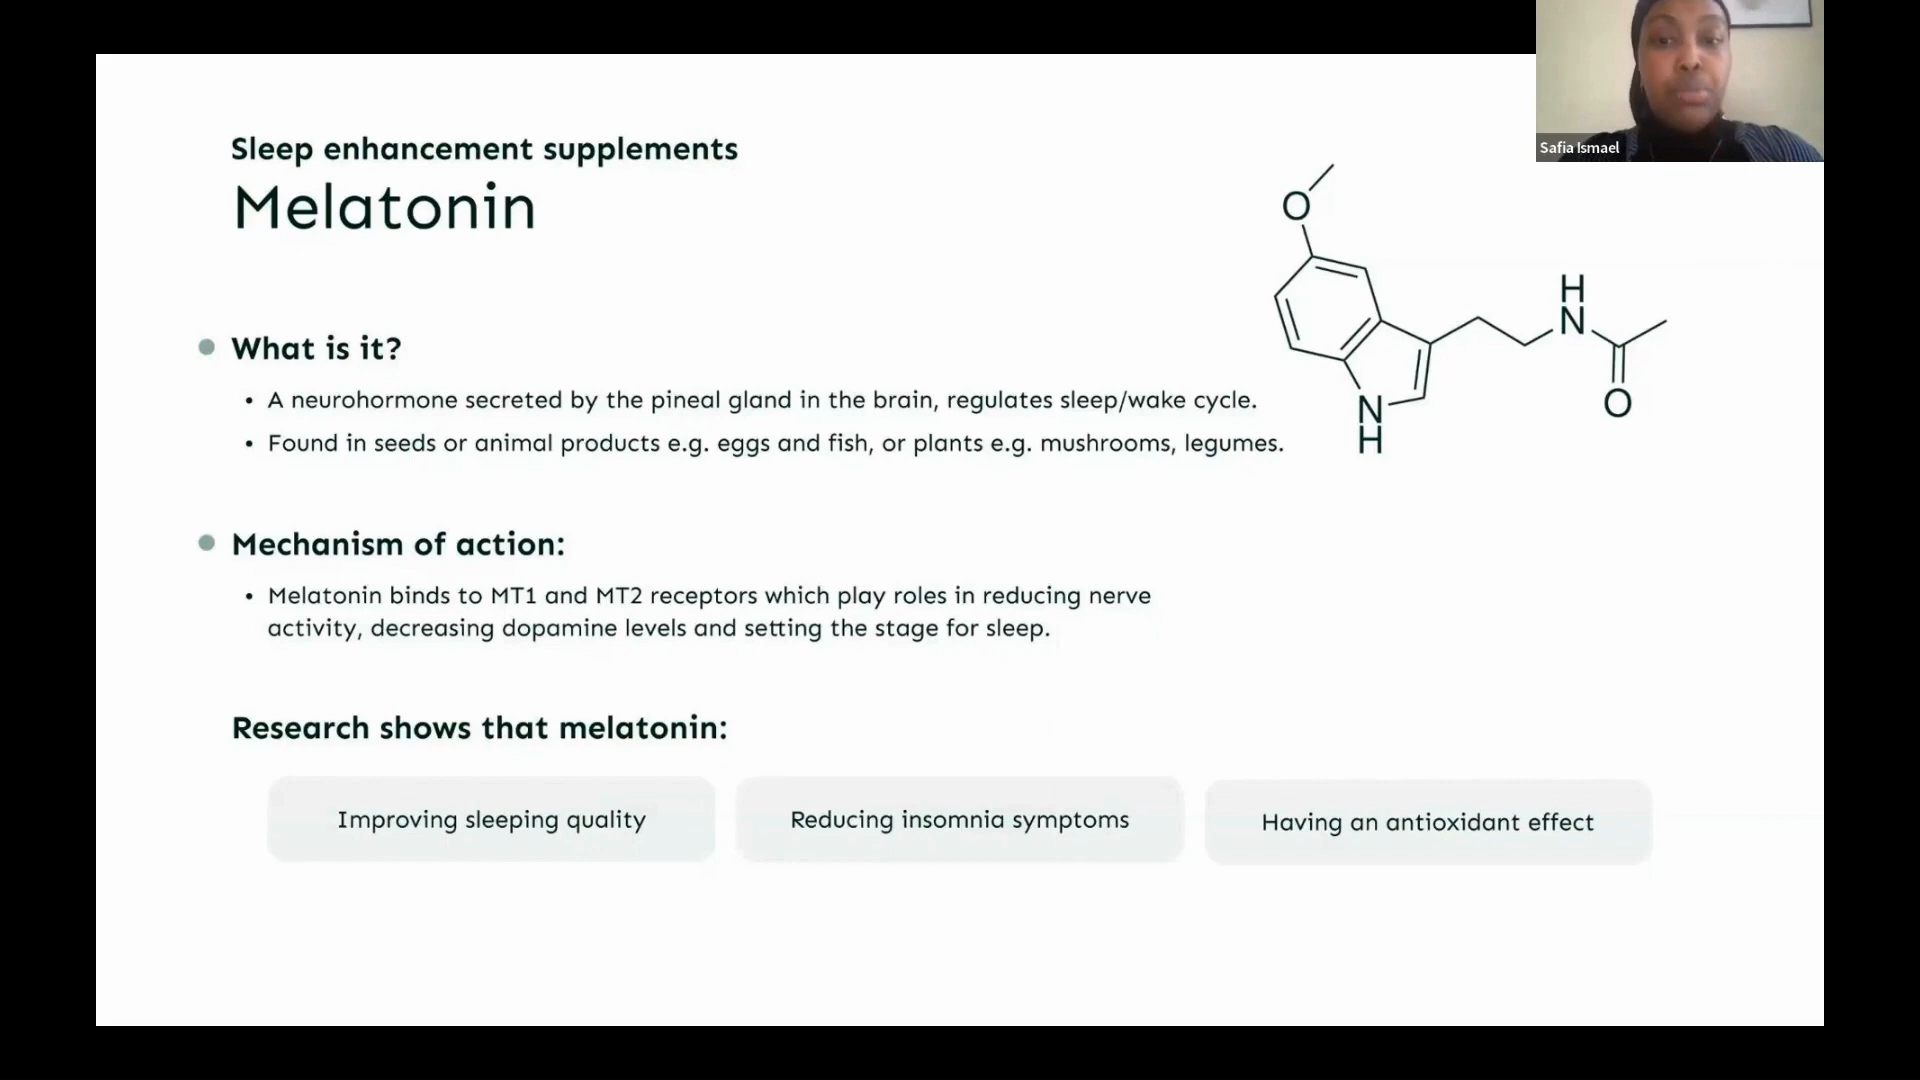 Safia Ismael
Sleep enhancement supplements
Melatonin
O
H
N
O
N
H
What is it?
• A neurohormone secreted by the pineal gland in the brain, regulates sleep/wake cycle.
• Found in seeds or animal products e.g. eggs and fish, or plants e.g. mushrooms, legumes.
Mechanism of action:
• Melatonin binds to MT1 and MT2 receptors which play roles in reducing nerve
activity, decreasing dopamine levels and setting the stage for sleep.
Research shows that melatonin:
Improving sleeping quality
Reducing insomnia symptoms
Having an antioxidant effect